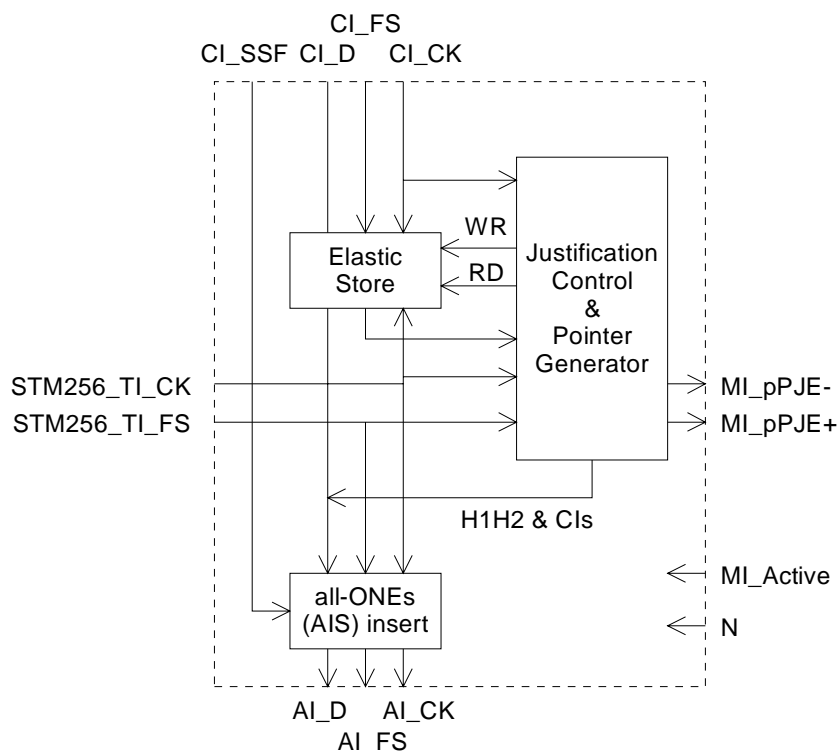 CI_FS
CI_SSF CI_D CI_CK
WR
Elastic
Store
RD
Justification
Control
&
Pointer
Generator
STM256_TI_CK
STM256_TI_FS
MI_pPJE-
MI_pPJE+
H1H2 & CIs
all-ONEs
(AIS) insert
MI_Active
N
AI_D AI_CK
AI_FS